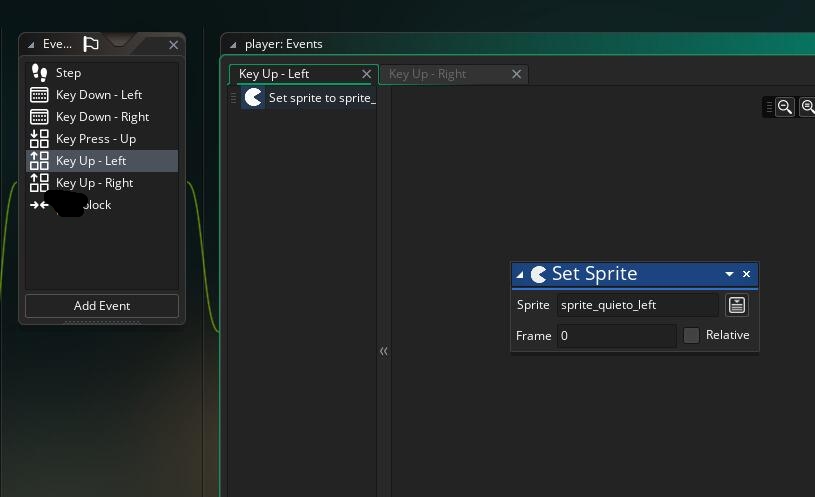 Eve...
Step
Key Down - Left
Key Down - Right
Key Press - Up
Key Up - Left
Key Up - Right
block
Add Event
player: Events
Key Up - Left
Key Up - Right
Set sprite to sprite_
Set Sprite
Sprite sprite_quieto_left
Frame 0 Relative